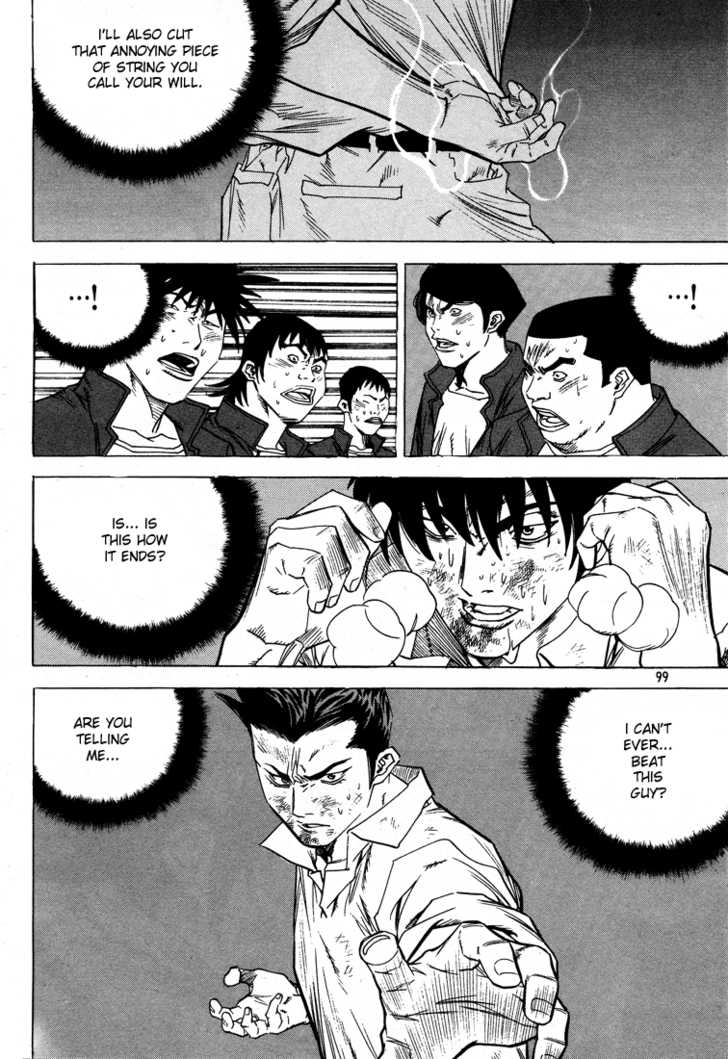 I'LL ALSO CUT
THAT ANNOYING PIECE
OF STRING YOU
CALL YOUR WILL.
...!
...!
IS... IS
THIS HOW
IT ENDS?
99
ARE YOU
TELLING
ME...
I CAN'T
EVER...
BEAT
THIS
GUY?